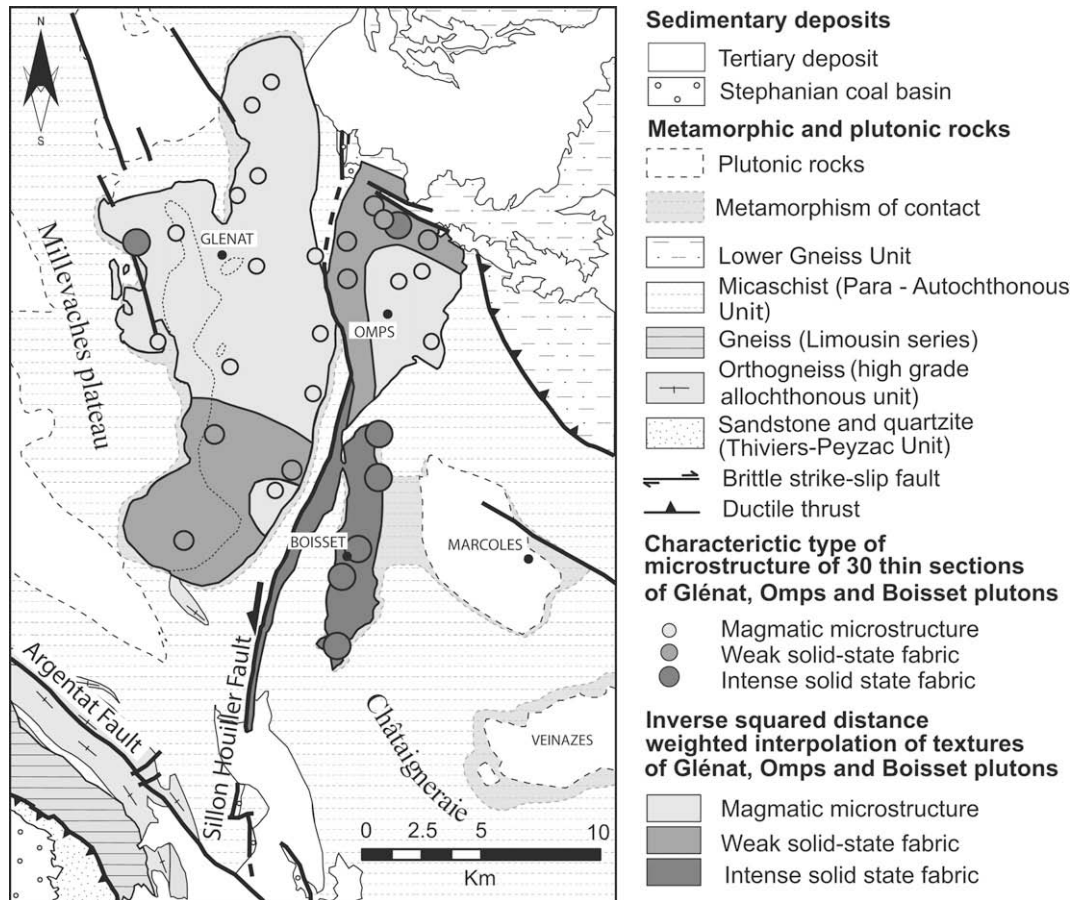 N
S
Millevaches plateau
GLENAT
OMPS
BOISSET
MARCOLES
VEINAZES
Argentat Fault
Sillon Houiller Fault
Châtaigneraie
0 2.5 5 10
Km
Sedimentary deposits
Tertiary deposit
Stephanian coal basin
Metamorphic and plutonic rocks
Plutonic rocks
Metamorphism of contact
Lower Gneiss Unit
Micaschist (Para - Autochthonous
Unit)
Gneiss (Limousin series)
Orthogneiss (high grade
allochthonous unit)
Sandstone and quartzite
(Thiviers-Peyzac Unit)
Brittle strike-slip fault
Ductile thrust
Characterictic type of
microstructure of 30 thin sections
of Glénat, Omps and Boisset plutons
Magmatic microstructure
Weak solid-state fabric
Intense solid state fabric
Inverse squared distance
weighted interpolation of textures
of Glénat, Omps and Boisset plutons
Magmatic microstructure
Weak solid-state fabric
Intense solid state fabric